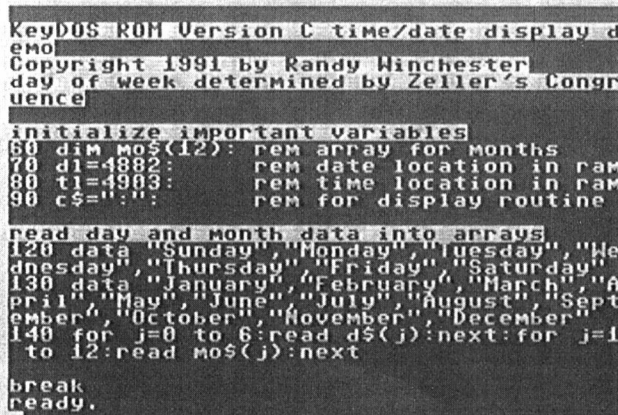 KeyDOS ROM Version C time/date display d
emo
Copyright 1991 by Randy Winchester
day of week determined by Zeller's Congr
uence
initialize important variables
60 dim mo$(12): rem array for months
70 dl=4882: rem date location in ram
80 tl=4903: rem time location in ram
90 c$=":": rem for display routine
read day and month data into arrays
120 data "Sunday","Monday","Tuesday","We
dnesday","Thursday","Friday","Saturday"
130 data "January","February","March","A
pril","May","June","July","August","Sept
ember","October","November","December"
140 for j=0 to 6:read d$(j):next:for j=1
to 12:read mo$(j):next
break
ready.